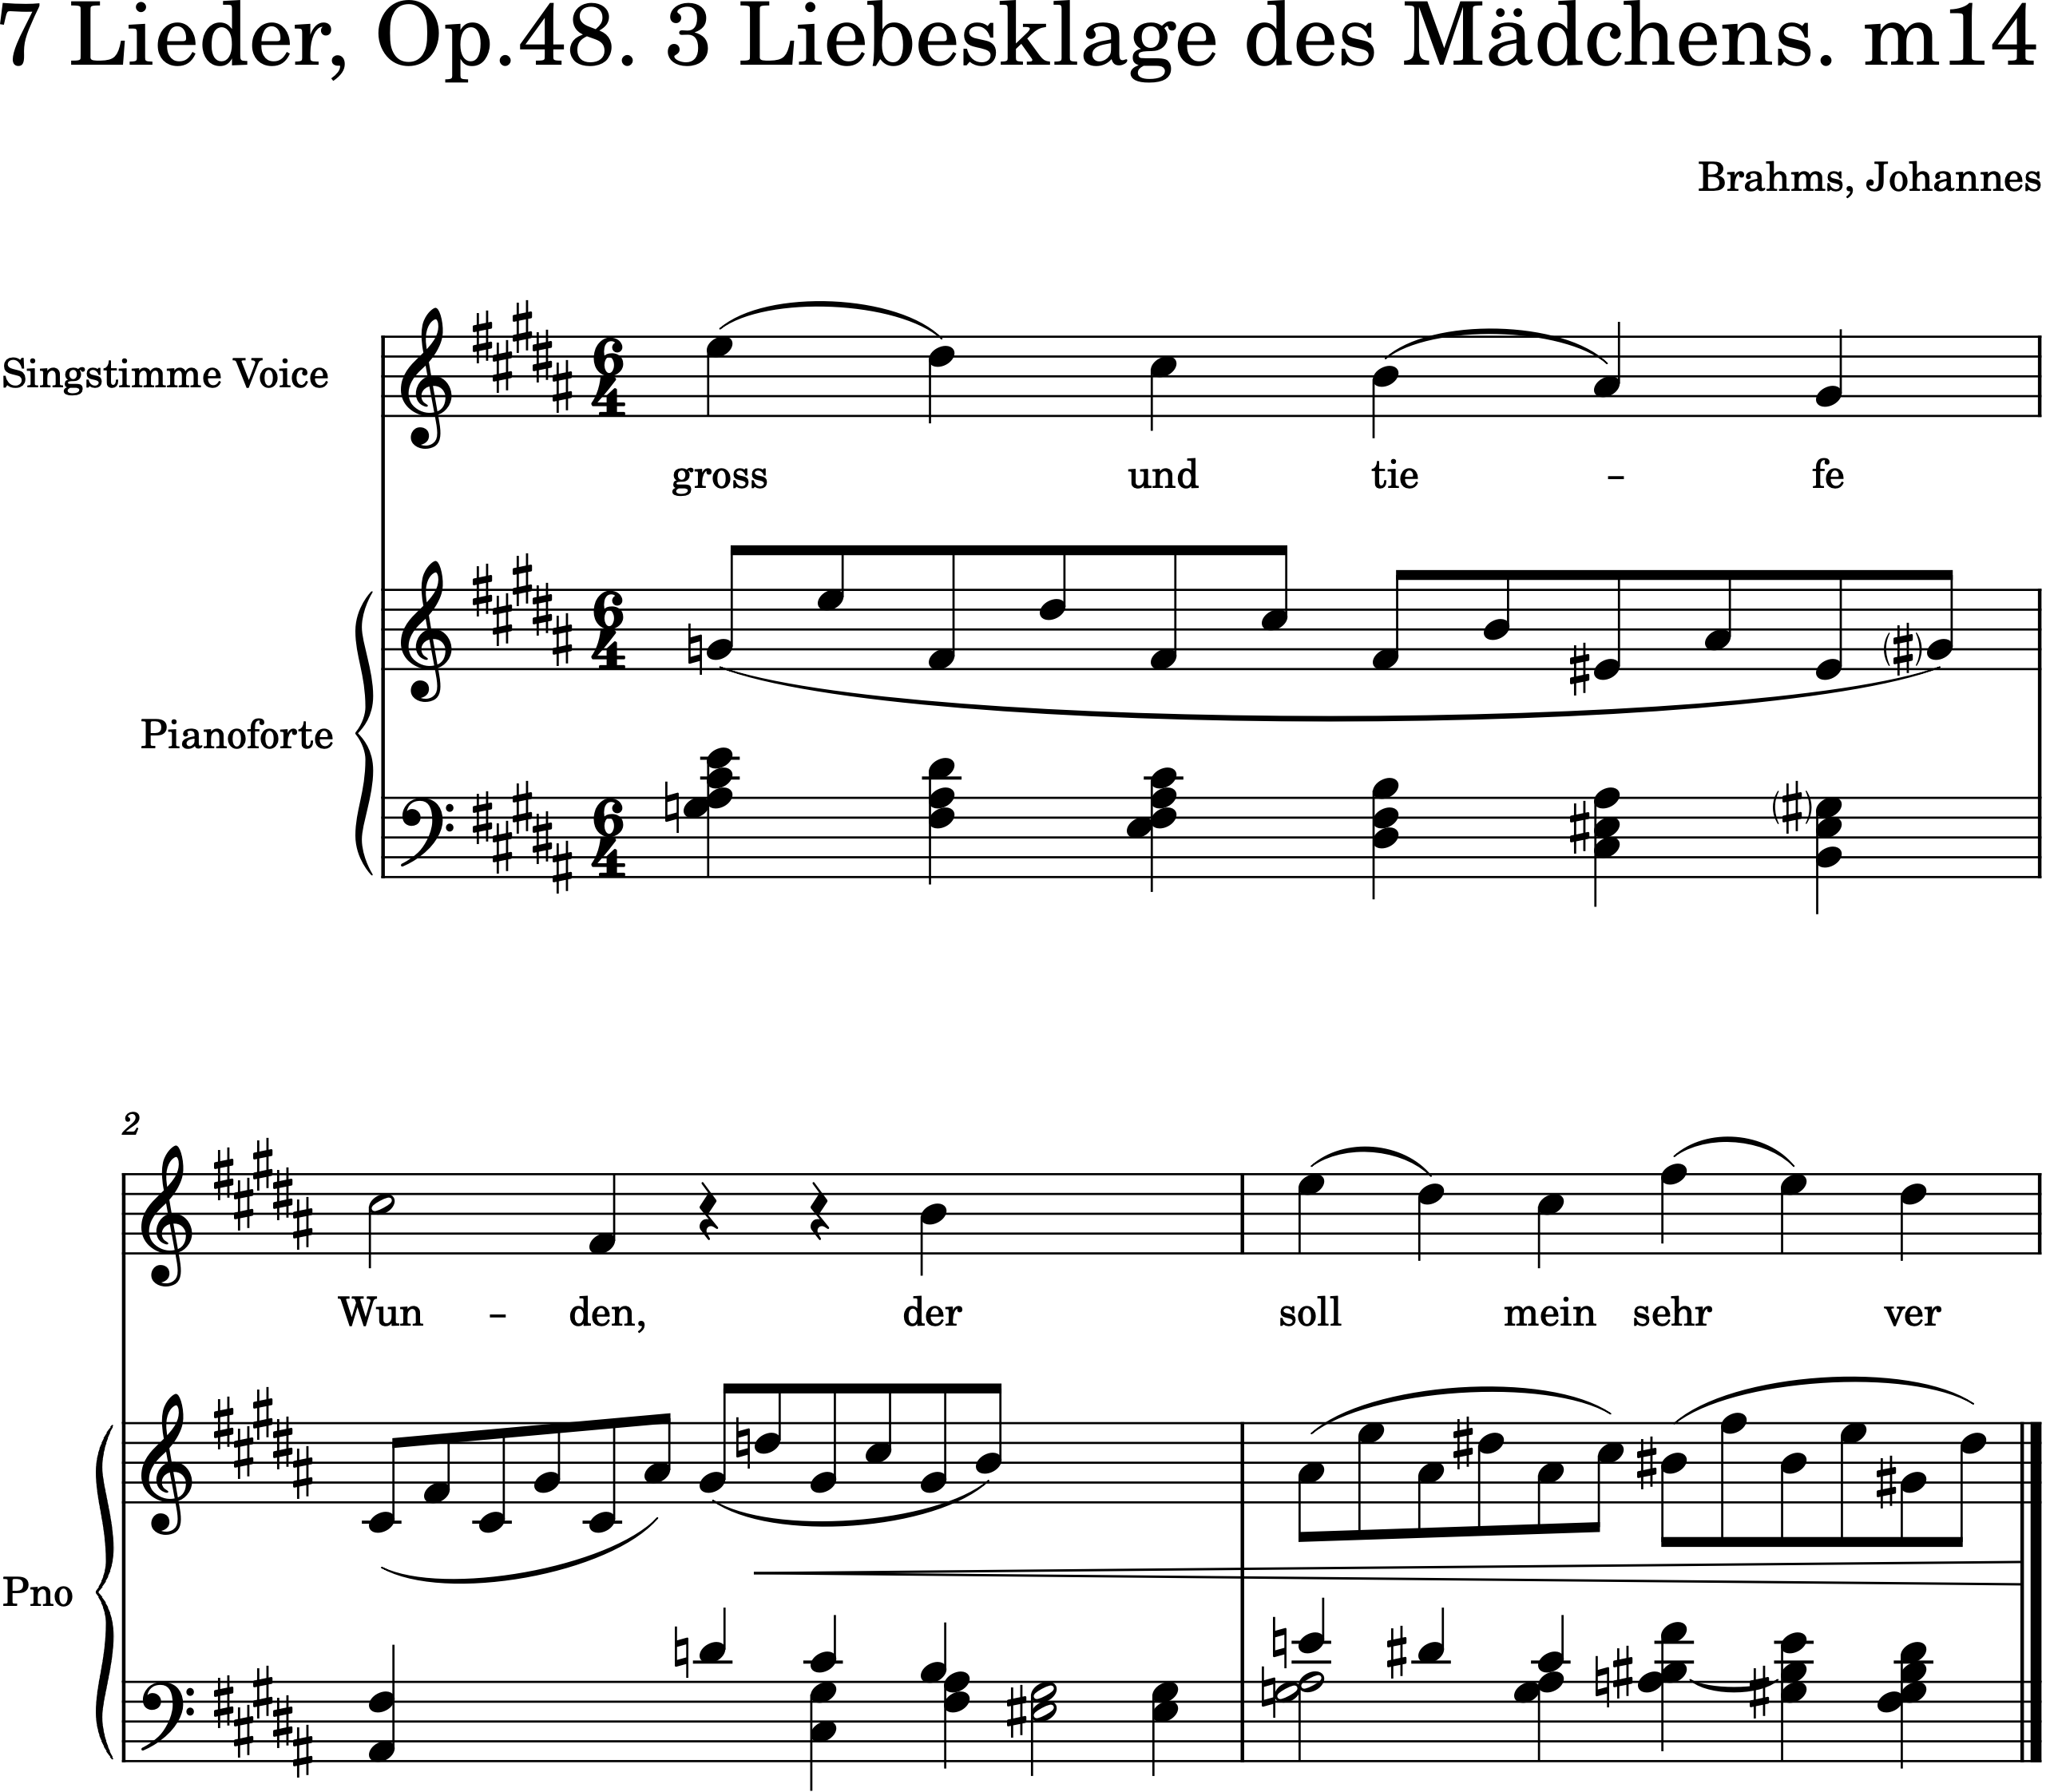 7 Lieder, Op.48. 3 Liebesklage des Mädchens. m14
Brahms, Johannes
Singstimme Voice
gross und tie - fe
Pianoforte
2
Wun - den, der soll mein sehr ver
Pno